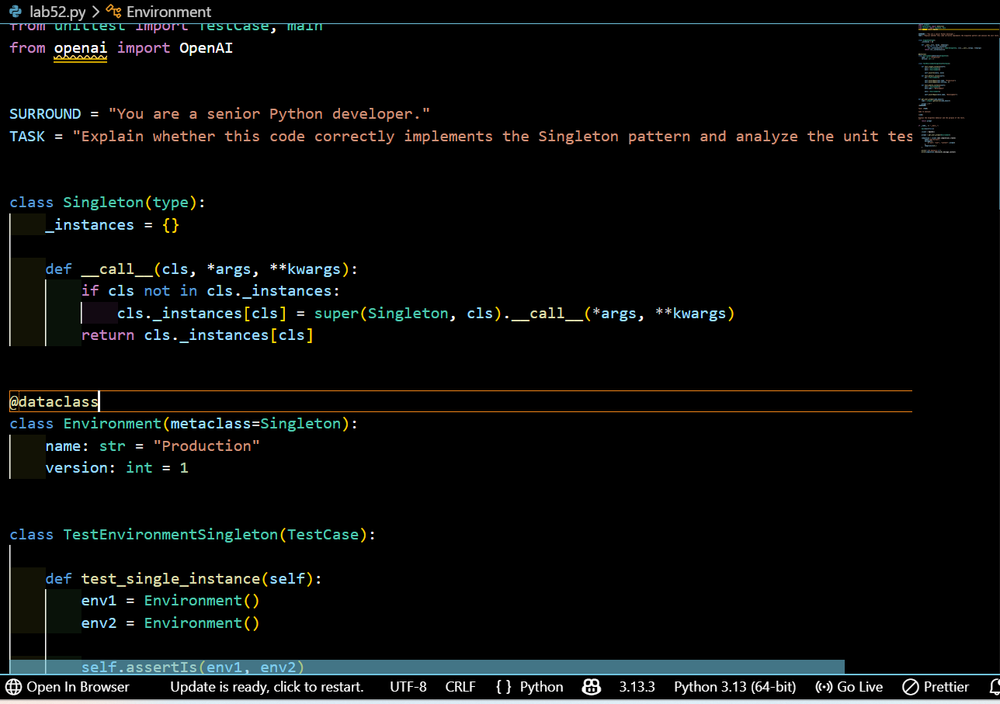 lab52.py > Environment
from unittest import TestCase, main
from openai import OpenAI
SURROUND = "You are a senior Python developer."
TASK = "Explain whether this code correctly implements the Singleton pattern and analyze the unit tes
class Singleton(type):
    _instances = {}
    def __call__(cls, *args, **kwargs):
        if cls not in cls._instances:
            cls._instances[cls] = super(Singleton, cls).__call__(*args, **kwargs)
        return cls._instances[cls]
@dataclass
class Environment(metaclass=Singleton):
    name: str = "Production"
    version: int = 1
class TestEnvironmentSingleton(TestCase):
    def test_single_instance(self):
        env1 = Environment()
        env2 = Environment()
        self.assertIs(env1, env2)
Open In Browser Update is ready, click to restart. UTF-8 CRLF { } Python 3.13.3 Python 3.13 (64-bit) Go Live Prettier